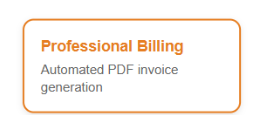 Professional Billing
Automated PDF invoice
generation